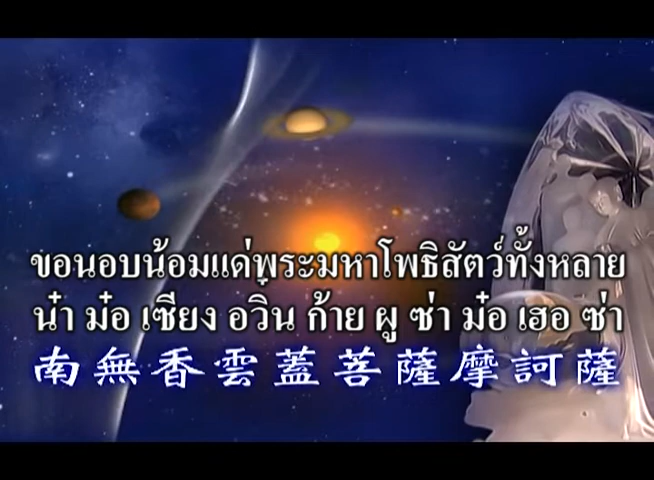 ขอนอบน้อมแด่พระมหาโพธิสัตว์ทั้งหลาย
นำ ม๋อ เซียง อวิ๋น ก้าย ผู ซ่า ม๋อ เฮอ ซ่า
南無香雲蓋菩薩摩訶薩